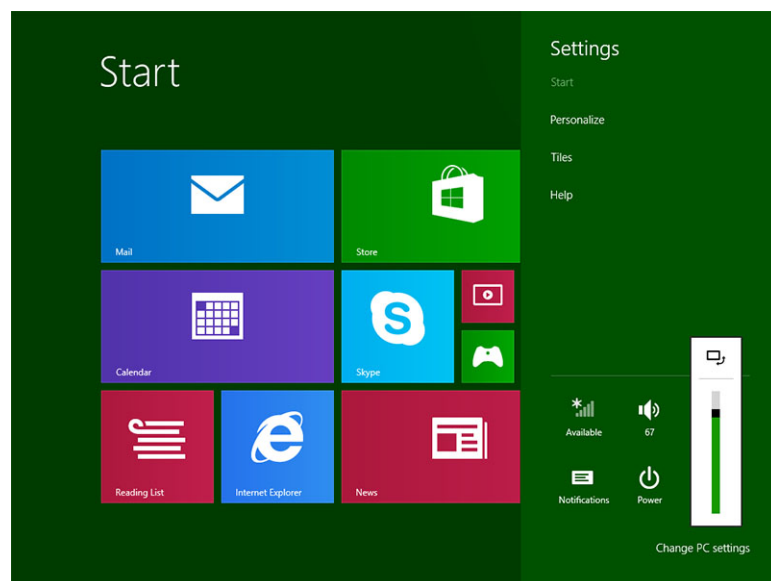 Start
Settings
Start
Personalize
Tiles
Help
Mail
Store
Calendar
Skype
Reading List
Internet Explorer
News
Available
67
Notifications
Power
Change PC settings